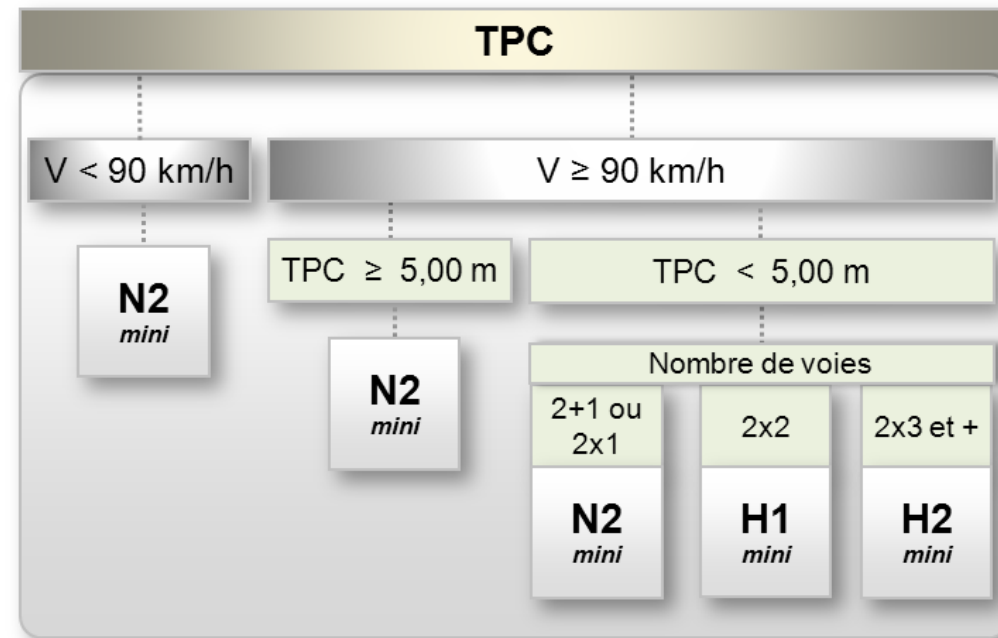 TPC
V < 90 km/h
V ≥ 90 km/h
N2
mini
TPC ≥ 5,00 m
TPC < 5,00 m
N2
mini
Nombre de voies
2+1 ou
2x1
2x2
2x3 et +
N2
mini
H1
mini
H2
mini